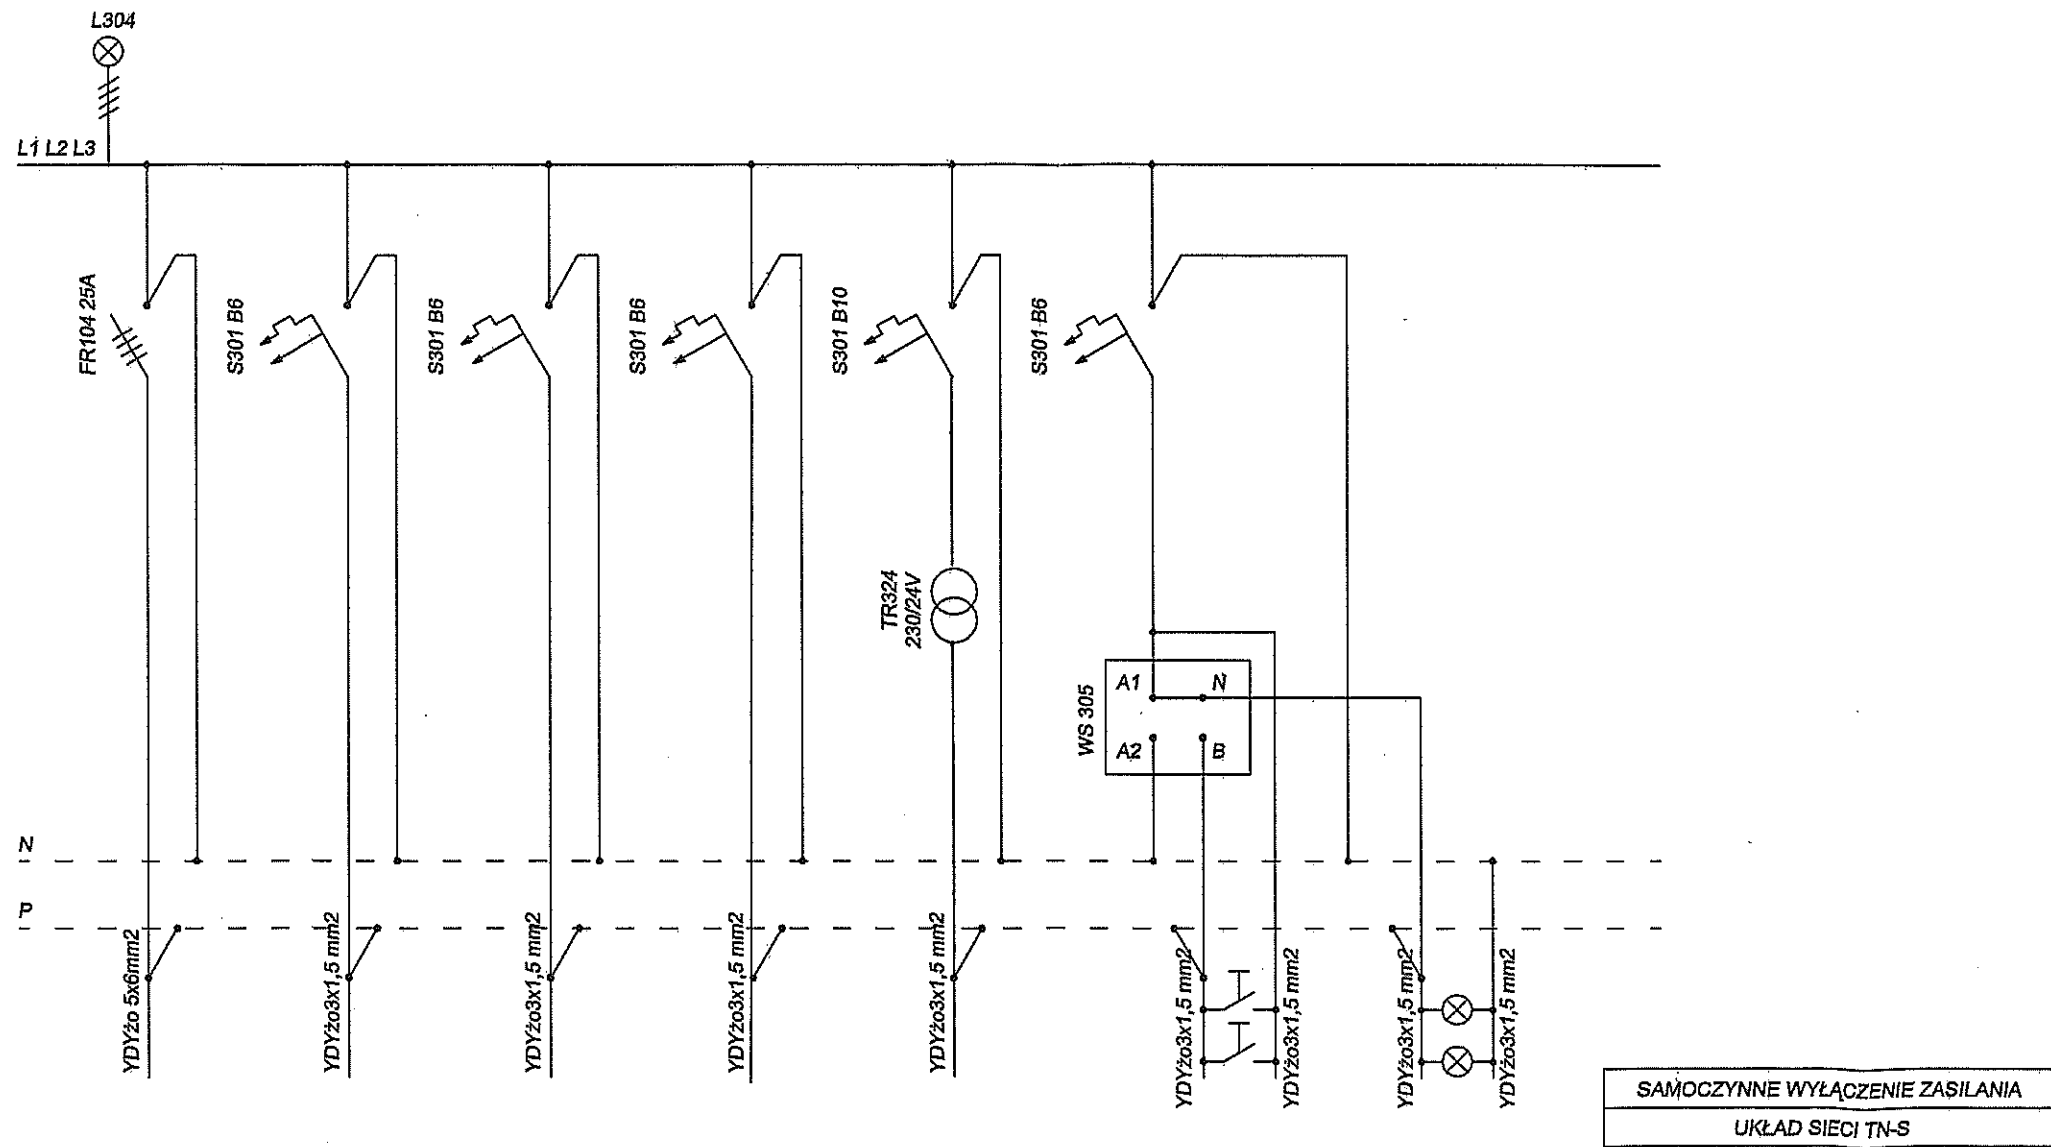 L304
L1 L2 L3
FR104 25A
S301 B6
S301 B6
S301 B6
S301 B10
S301 B6
TR324
230/24V
WS 305
A1
N
A2
B
N
P
YDYżo 5x6mm2
YDYżo3x1,5 mm2
YDYżo3x1,5 mm2
YDYżo3x1,5 mm2
YDYżo3x1,5 mm2
YDYżo3x1,5 mm2
YDYżo3x1,5 mm2
YDYżo3x1,5 mm2
YDYżo3x1,5 mm2
SAMOCZYNNE WYŁĄCZENIE ZASILANIA
UKŁAD SIECI TN-S